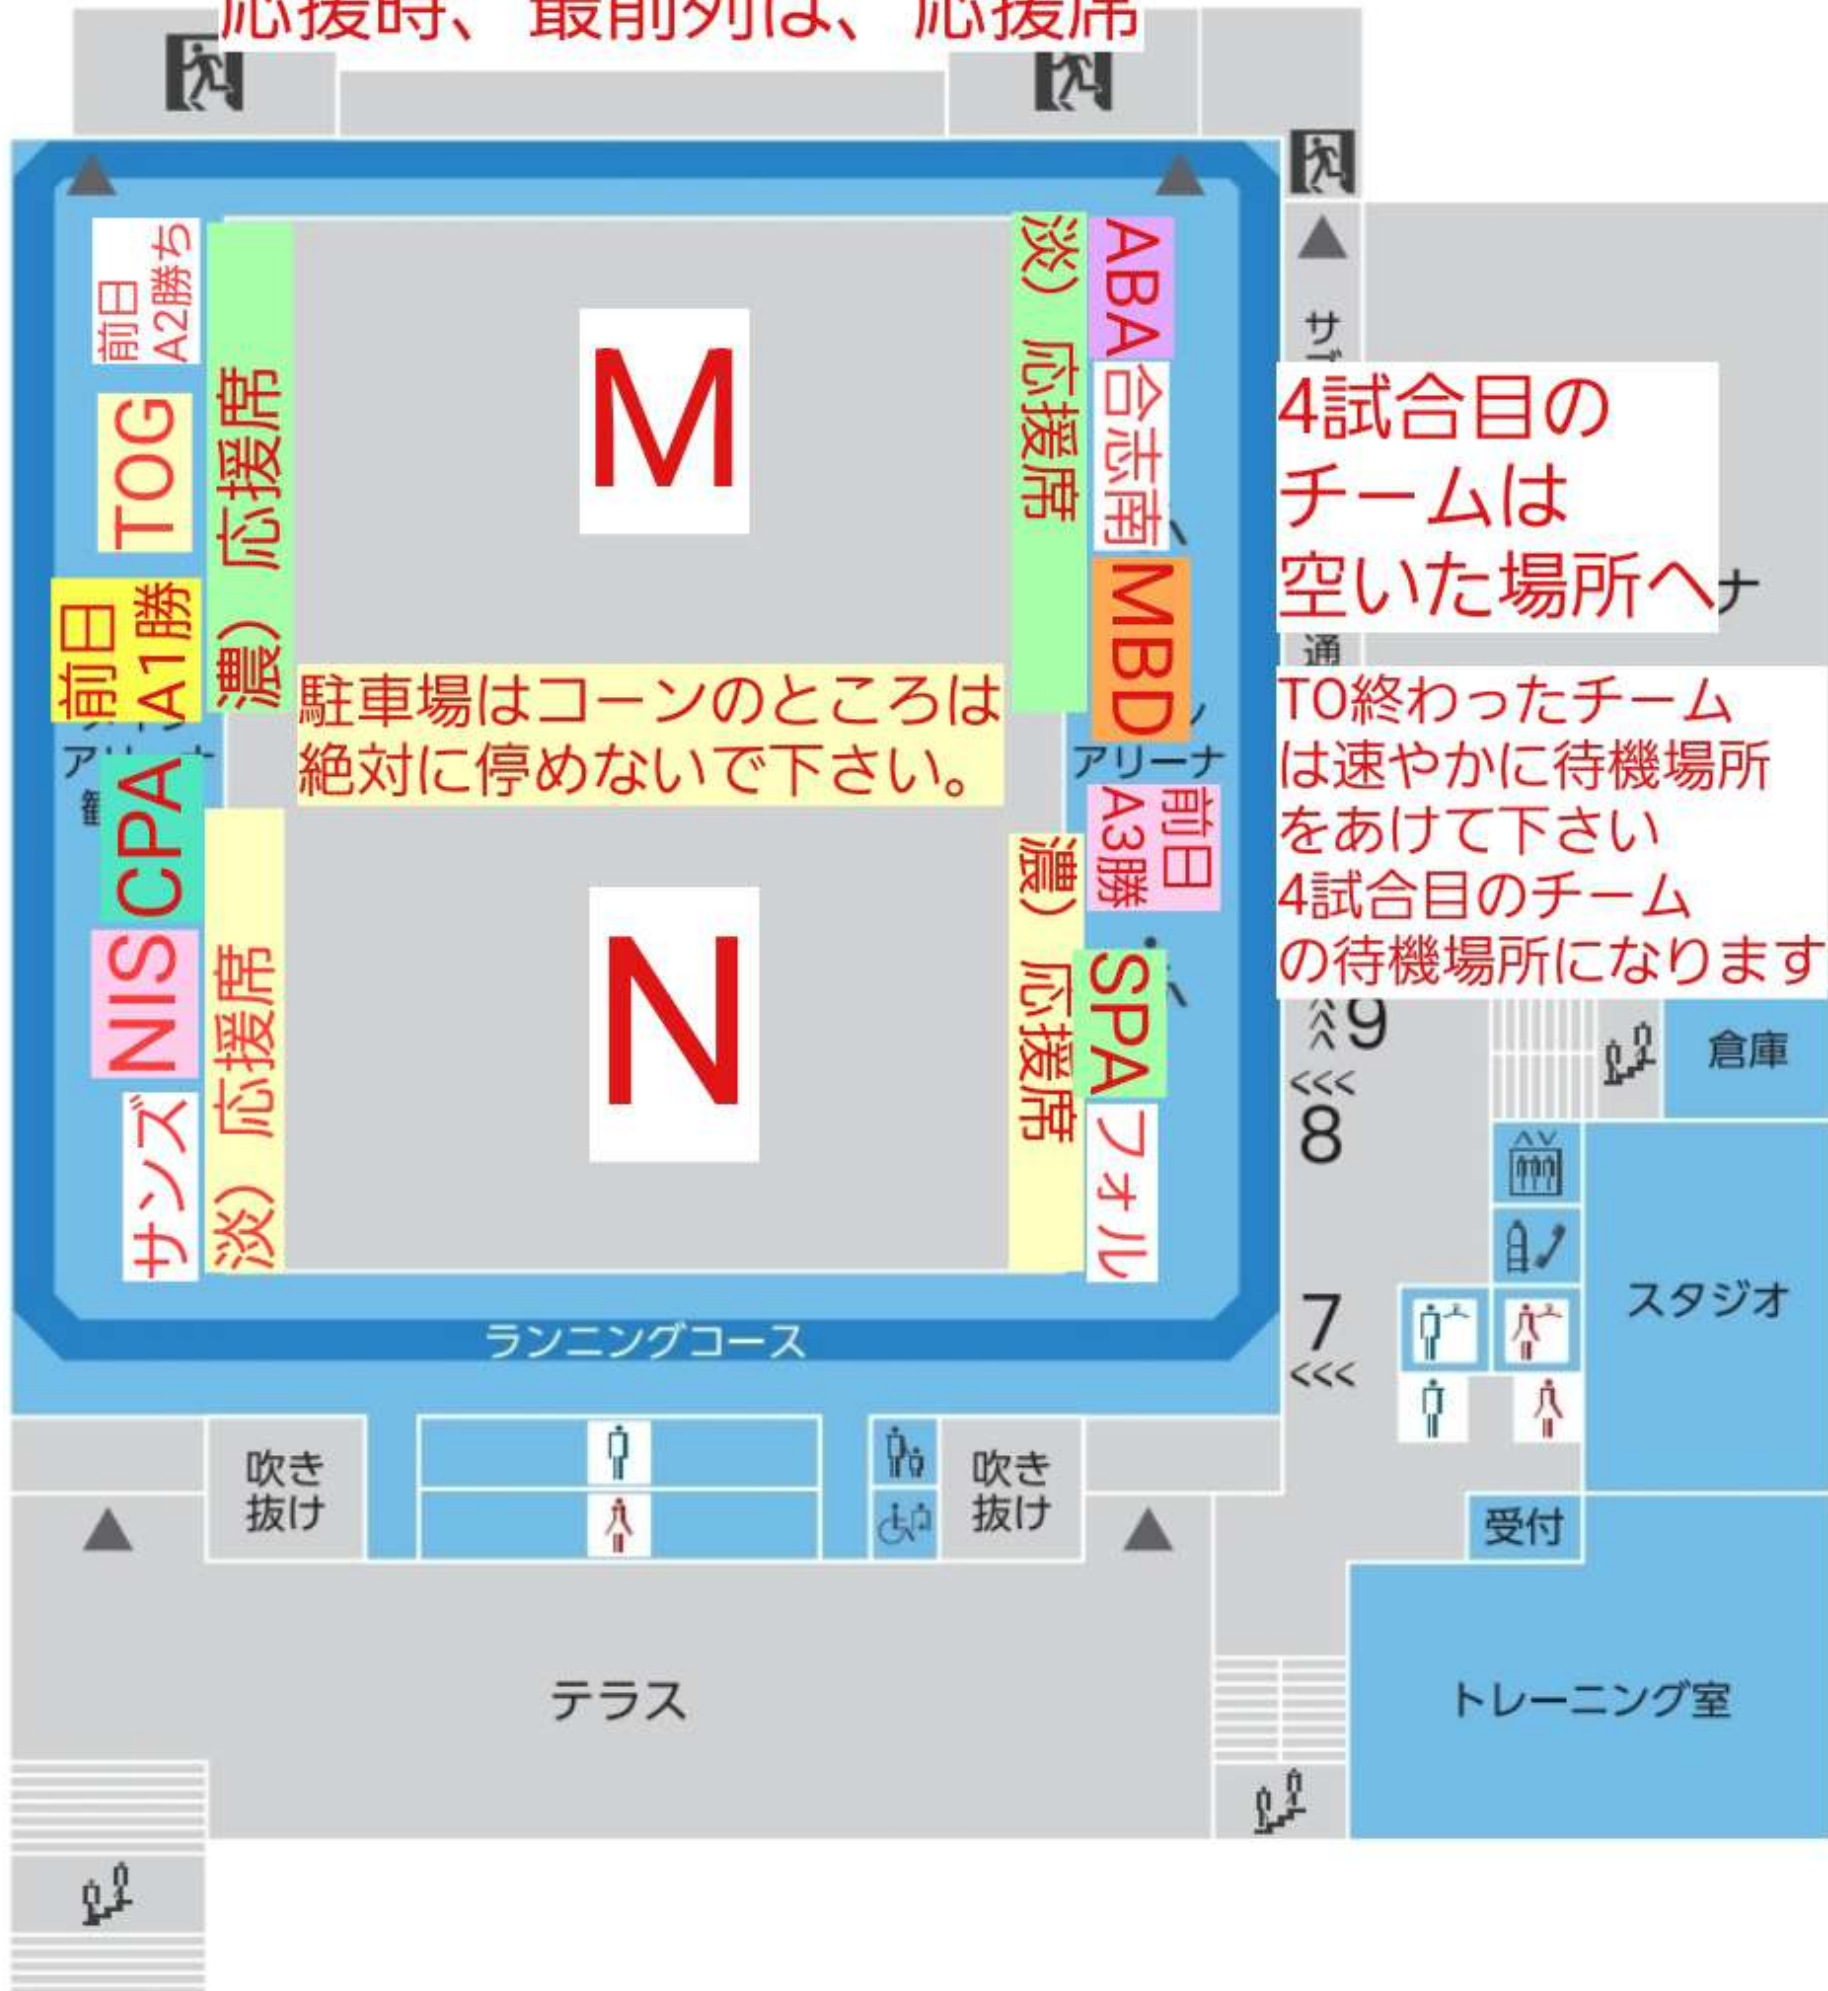 応援時、最前列は、応援席
前日
A2勝ち
TOG
前日
A1勝
CPA
NIS
サンズ
濃）応援席
淡）応援席
M
駐車場はコーンのところは
絶対に停めないで下さい。
N
淡）応援席
濃）応援席
ABA
合志南
MBD
アリーナ
前日
A3勝
SPA
フォル
サブ
4試合目の
チームは
空いた場所へ
ナ
通
TO終わったチーム
は速やかに待機場所
をあけて下さい
4試合目のチーム
の待機場所になります
9
<<<
8
7
<<<
倉庫
スタジオ
ランニングコース
吹き
抜け
吹き
抜け
受付
テラス
トレーニング室